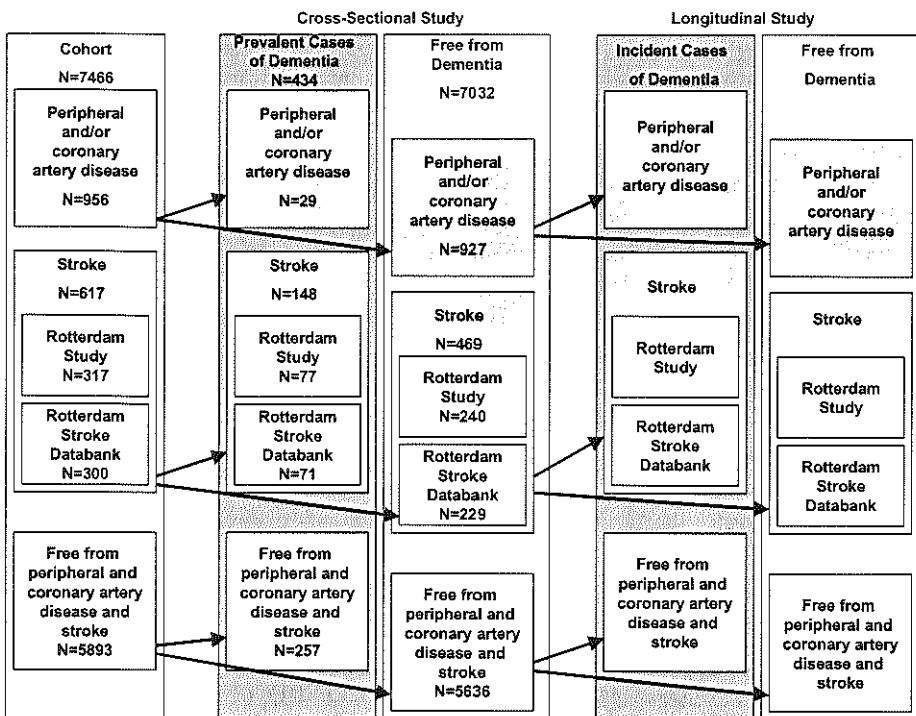 Cross-Sectional Study
Longitudinal Study
Cohort
N=7466
Peripheral
and/or
coronary
artery disease
N=956
Stroke
N=617
Rotterdam
Study
N=317
Rotterdam
Stroke
Databank
N=300
Free from
peripheral and
coronary artery
disease and
stroke
N=5893
Prevalent Cases
of Dementia
N=434
Peripheral
and/or
coronary
artery disease
N=29
Stroke
N=148
Rotterdam
Study
N=77
Rotterdam
Stroke
Databank
N=71
Free from
peripheral and
coronary artery
disease and
stroke
N=257
Free from
Dementia
N=7032
Peripheral
and/or
coronary
artery disease
N=927
Stroke
N=469
Rotterdam
Study
N=240
Rotterdam
Stroke
Databank
N=229
Free from
peripheral and
coronary artery
disease and
stroke
N=5636
Incident Cases
of Dementia
Peripheral
and/or
coronary
artery disease
Stroke
Rotterdam
Study
Rotterdam
Stroke
Databank
Free from
peripheral and
coronary artery
disease and
stroke
Free from
Dementia
Peripheral
and/or
coronary
artery disease
Stroke
Rotterdam
Study
Rotterdam
Stroke
Databank
Free from
peripheral and
coronary artery
disease and
stroke